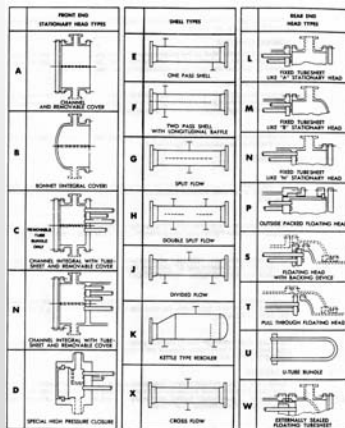 FRONT END
STATIONARY HEAD TYPES
A
CHANNEL
AND REMOVABLE COVER
B
BONNET (INTEGRAL COVER)
C
REMOVABLE
TUBE
BUNDLE
ONLY
CHANNEL INTEGRAL WITH TUBE-
SHEET AND REMOVABLE COVER
N
CHANNEL INTEGRAL WITH TUBE-
SHEET AND REMOVABLE COVER
D
SPECIAL HIGH PRESSURE CLOSURE
SHELL TYPES
E
ONE PASS SHELL
F
TWO PASS SHELL
WITH LONGITUDINAL BAFFLE
G
SPLIT FLOW
H
DOUBLE SPLIT FLOW
J
DIVIDED FLOW
K
KETTLE TYPE REBOILER
X
CROSS FLOW
REAR END
HEAD TYPES
L
FIXED TUBESHEET
LIKE "A" STATIONARY HEAD
M
FIXED TUBESHEET
LIKE "B" STATIONARY HEAD
N
FIXED TUBESHEET
LIKE "N" STATIONARY HEAD
P
OUTSIDE PACKED FLOATING HEAD
S
FLOATING HEAD
WITH BACKING DEVICE
T
PULL THROUGH FLOATING HEAD
U
U-TUBE BUNDLE
W
EXTERNALLY SEALED
FLOATING TUBESHEET